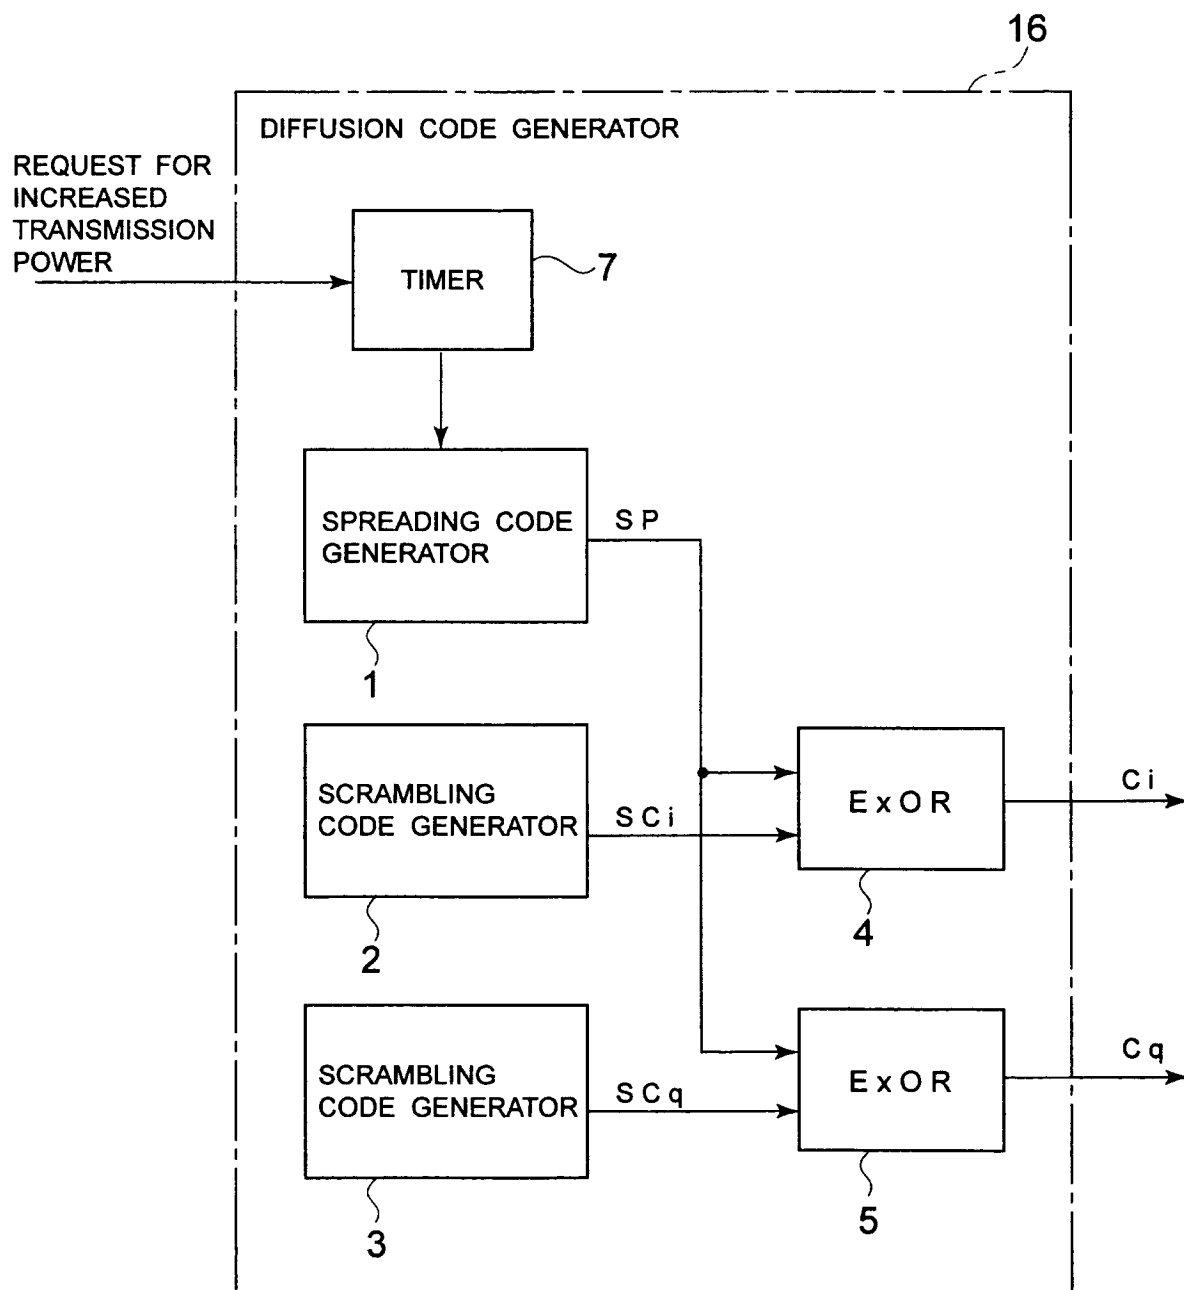 16
DIFFUSION CODE GENERATOR
REQUEST FOR
INCREASED
TRANSMISSION
POWER
TIMER
7
SPREADING CODE
GENERATOR
SP
1
SCRAMBLING
CODE GENERATOR
SCi
2
ExOR
Ci
4
SCRAMBLING
CODE GENERATOR
SCq
3
ExOR
Cq
5